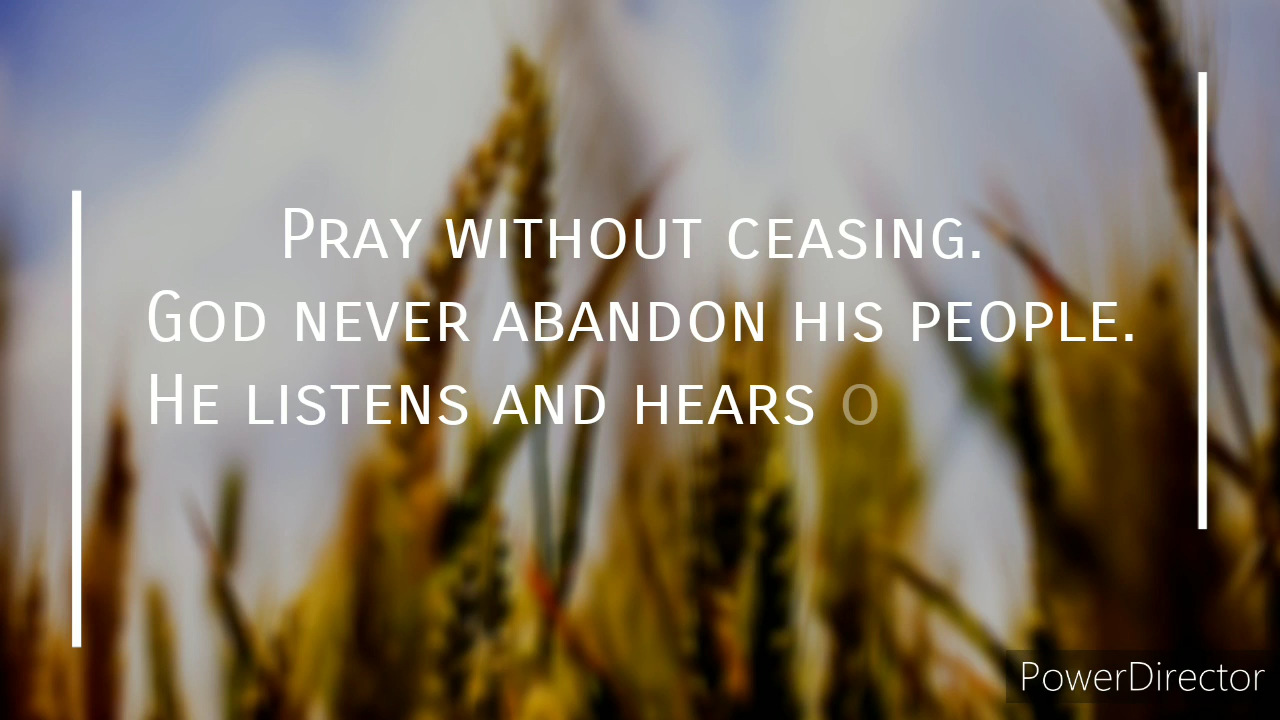 Pray without ceasing.
God never abandon his people.
He listens and hears o
PowerDirector